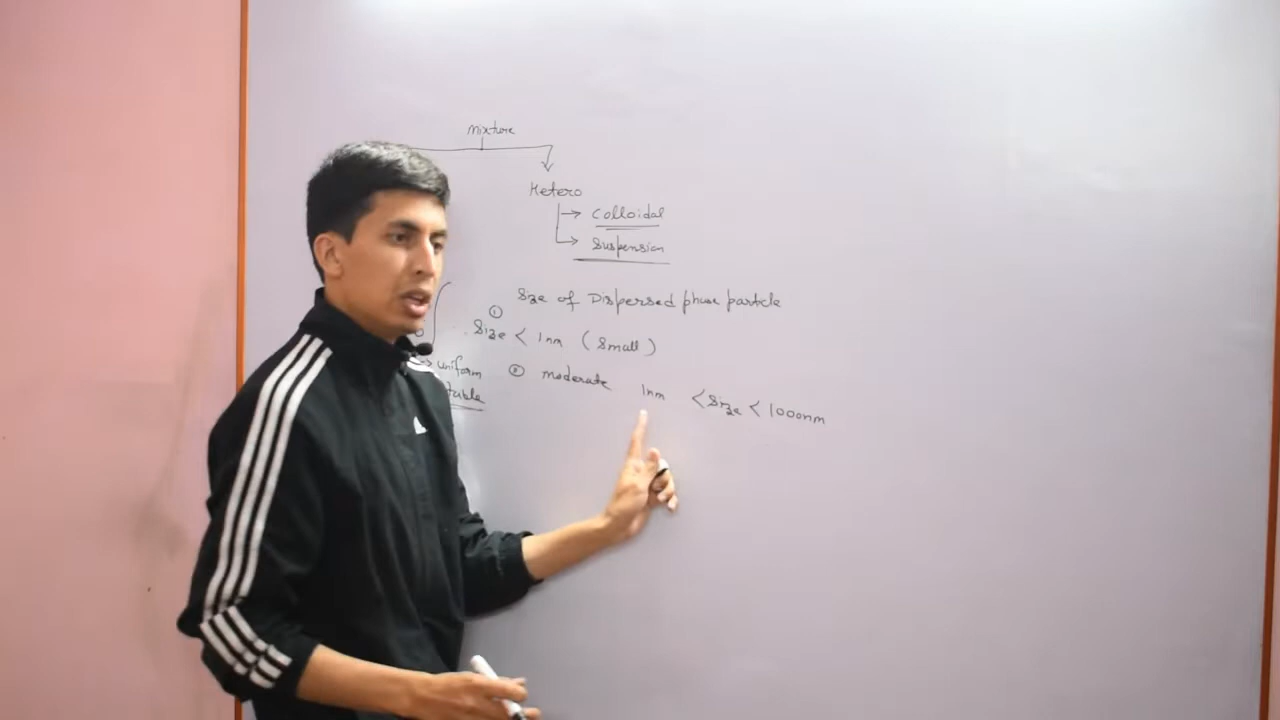 mixture
Hetero
→ Colloidal
→ Suspension
Size of Dispersed phase particle
① Size < 1nm (Small)
→ uniform
② moderate 1nm < Size < 1000nm